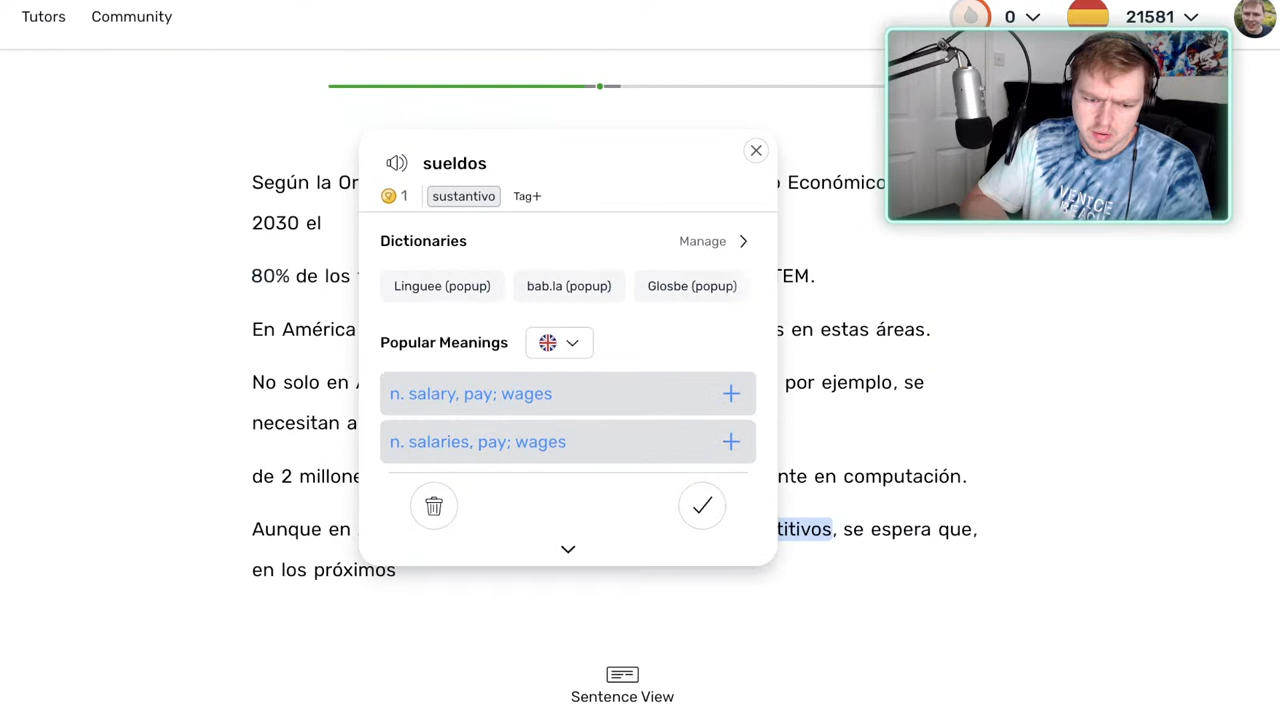 Tutors Community 0 21581
sueldos
1 sustantivo Tag+
Dictionaries Manage
Linguee (popup) bab.la (popup) Glosbe (popup)
Popular Meanings
n. salary, pay; wages
n. salaries, pay; wages
Según la Or o Económico
2030 el
80% de los TEM.
En América s en estas áreas.
No solo en por ejemplo, se
necesitan a
de 2 millone nte en computación.
Aunque en titivos, se espera que,
en los próximos
Sentence View
VENICE
BEACH